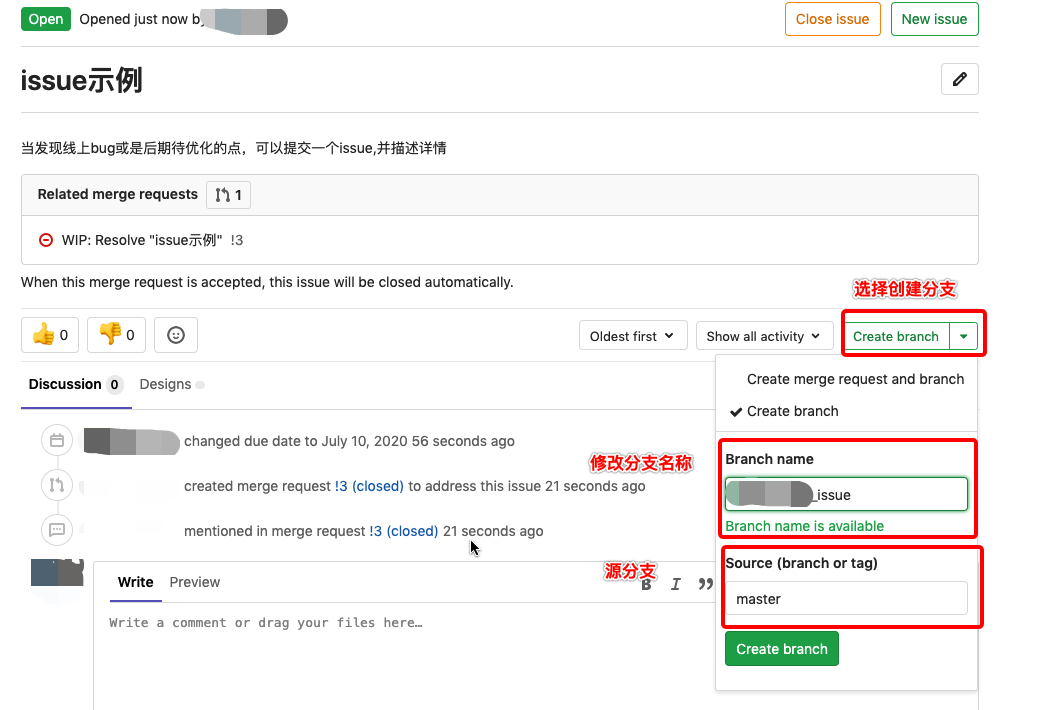 Open Opened just now by Close issue New issue
issue示例
当发现线上bug或是后期待优化的点，可以提交一个issue,并描述详情
Related merge requests 1
WIP: Resolve "issue示例" !3
When this merge request is accepted, this issue will be closed automatically.
选择创建分支
👍 0 👎 0 Oldest first Show all activity Create branch
Create merge request and branch
Create branch
Discussion 0 Designs
changed due date to July 10, 2020 56 seconds ago
created merge request !3 (closed) to address this issue 21 seconds ago
mentioned in merge request !3 (closed) 21 seconds ago
修改分支名称
Branch name
_issue
Branch name is available
源分支
Source (branch or tag)
master
Create branch
Write Preview B I ”
Write a comment or drag your files here…